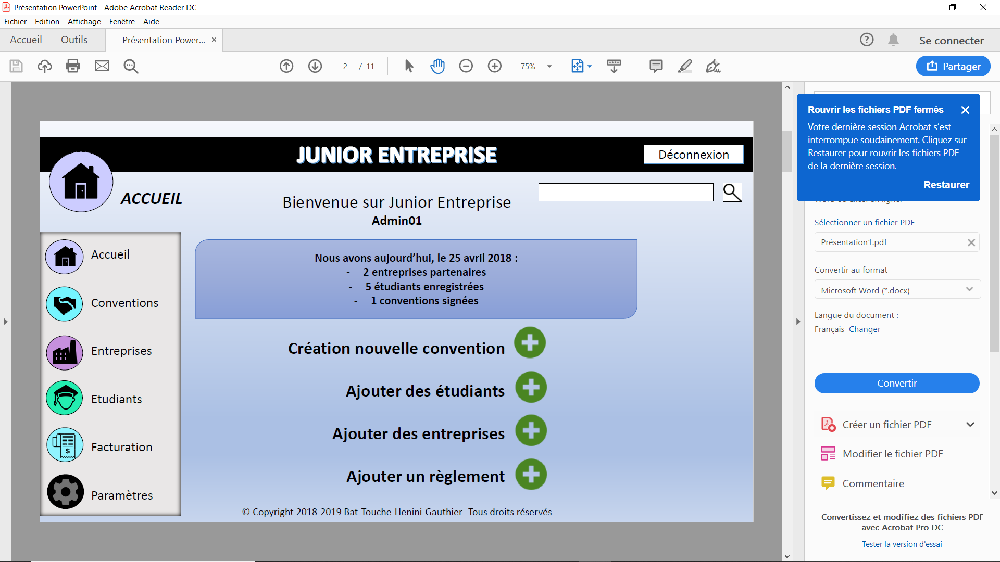 Présentation PowerPoint - Adobe Acrobat Reader DC
Fichier Edition Affichage Fenêtre Aide
Accueil Outils Présentation Power... ×
? Se connecter
2 / 11 75% Partager
Rouvrir les fichiers PDF fermés
Votre dernière session Acrobat s’est
interrompue soudainement. Cliquez sur
Restaurer pour rouvrir les fichiers PDF
de la dernière session.
Restaurer
JUNIOR ENTREPRISE
Déconnexion
ACCUEIL
Bienvenue sur Junior Entreprise
Admin01
Accueil
Conventions
Entreprises
Etudiants
$
Facturation
Paramètres
Nous avons aujourd’hui, le 25 avril 2018 :
- 2 entreprises partenaires
- 5 étudiants enregistrées
- 1 conventions signées
Création nouvelle convention
Ajouter des étudiants
Ajouter des entreprises
Ajouter un règlement
© Copyright 2018-2019 Bat-Touche-Henini-Gauthier- Tous droits réservés
Word ou Excel en ligne.
Sélectionner un fichier PDF
Présentation1.pdf
Convertir au format
Microsoft Word (*.docx)
Langue du document :
Français Changer
Convertir
Créer un fichier PDF
Modifier le fichier PDF
Commentaire
Convertissez et modifiez des fichiers PDF
avec Acrobat Pro DC
Tester la version d'essai